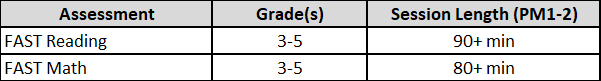 Assessment Grade(s) Session Length (PM1-2)
FAST Reading 3-5 90+ min
FAST Math 3-5 80+ min